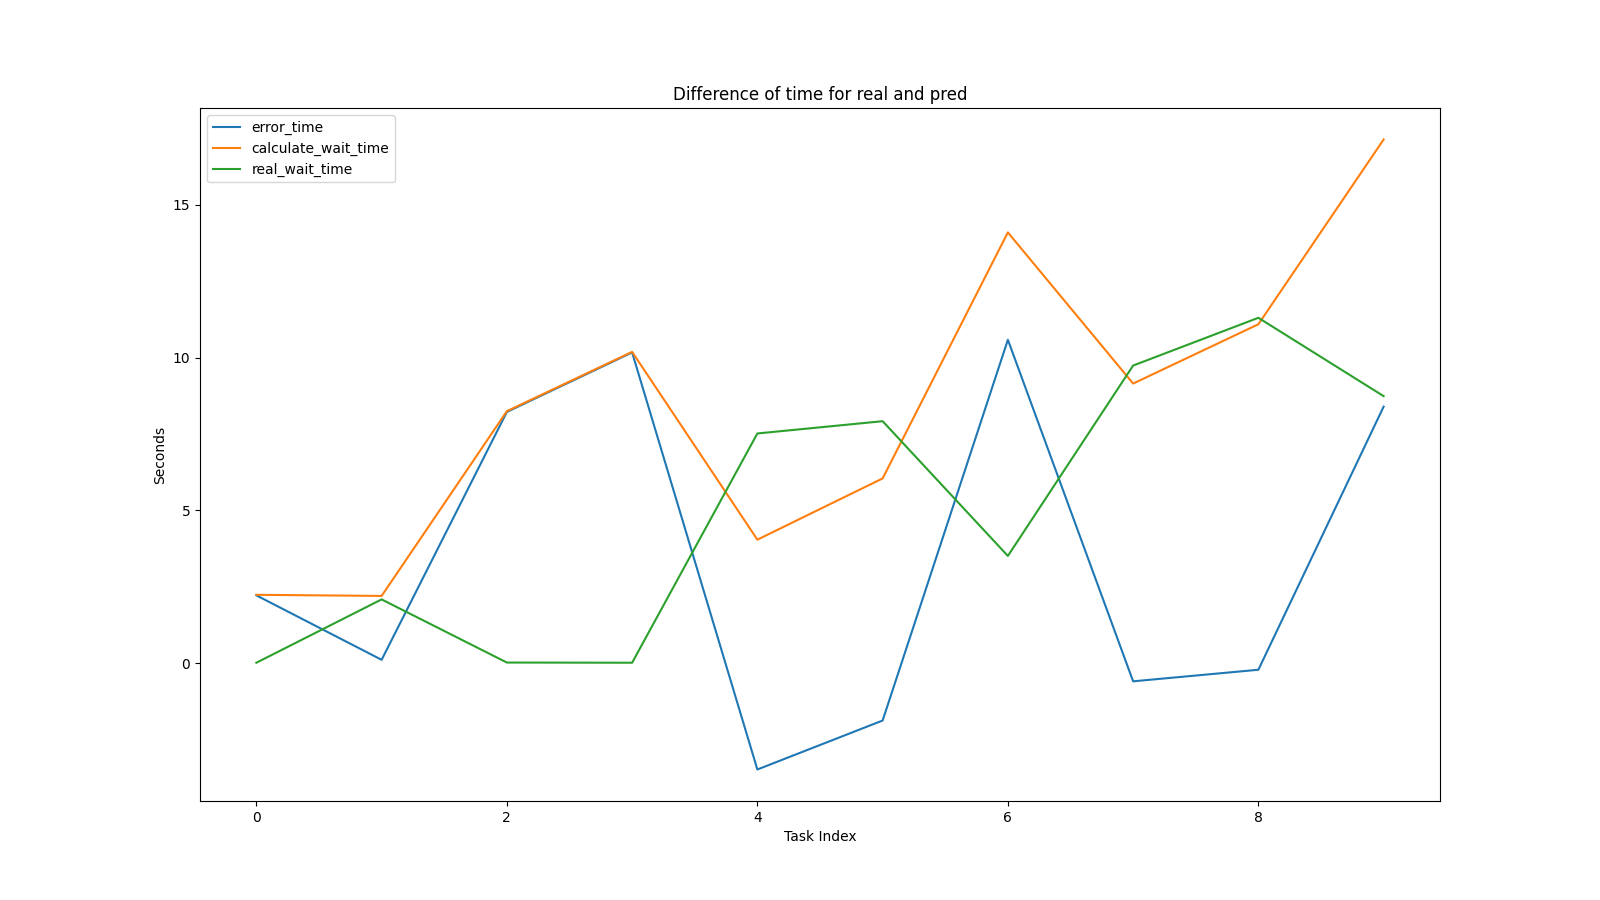 Difference of time for real and pred
error_time
calculate_wait_time
real_wait_time
15
10
5
0
Seconds
0 2 4 6 8
Task Index